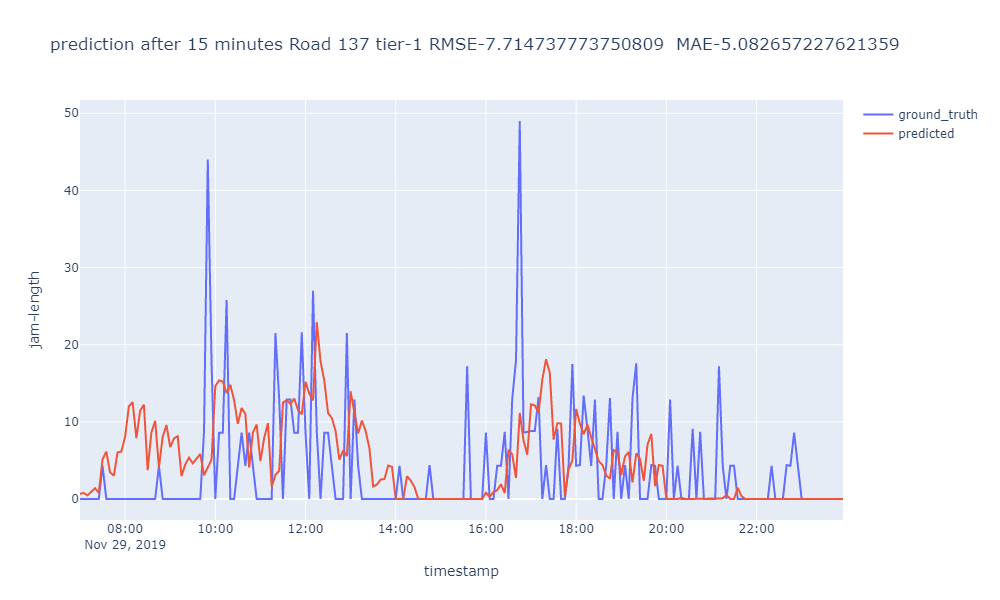 prediction after 15 minutes Road 137 tier-1 RMSE-7.714737773750809  MAE-5.082657227621359
ground_truth
predicted
50
40
30
20
10
0
jam-length
08:00 10:00 12:00 14:00 16:00 18:00 20:00 22:00
Nov 29, 2019
timestamp